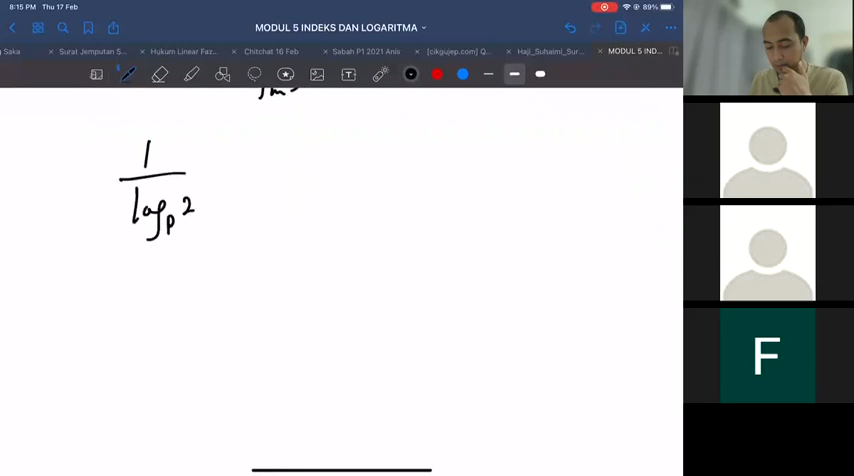 8:15 PM Thu 17 Feb
89%
MODUL 5 INDEKS DAN LOGARITMA
Saka
Surat Jemputan S...
Hukum Linear Faz...
Chitchat 16 Feb
Sabah P1 2021 Anis
[cikgujep.com] Q...
Haji_Suhaimi_Sur...
MODUL 5 IND...
T
1
log_p 2
F